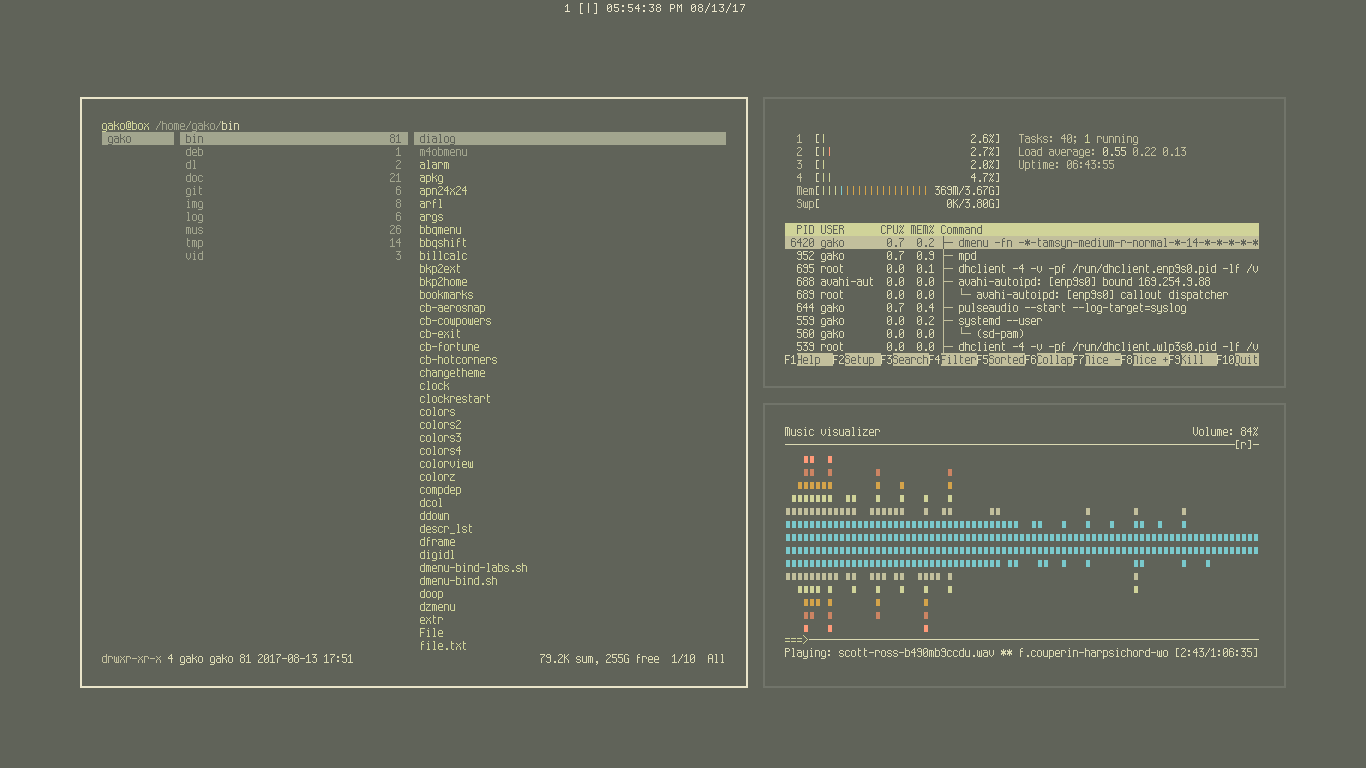 1 [|] 05:54:38 PM 08/13/17
gako@box /home/gako/bin
gako bin 81 dialog
deb 1 m4obmenu
dl 2 alarm
doc 21 apkg
git 6 apn24x24
img 8 arfl
log 6 args
mus 26 bbqmenu
tmp 14 bbqshift
vid 3 billcalc
bkp2ext
bkp2home
bookmarks
cb-aerosnap
cb-cowpowers
cb-exit
cb-fortune
cb-hotcorners
changetheme
clock
clockrestart
colors
colors2
colors3
colors4
colorview
colorz
compdep
dcol
ddown
descr_lst
dframe
digidl
dmenu-bind-labs.sh
dmenu-bind.sh
doop
dzmenu
extr
File
file.txt
drwxr-xr-x 4 gako gako 81 2017-08-13 17:51 79.2K sum, 255G free 1/10 All
1 [| 2.6%] Tasks: 40; 1 running
2 [|| 2.7%] Load average: 0.55 0.22 0.13
3 [| 2.0%] Uptime: 06:43:55
4 [|| 4.7%]
Mem[|||||||||||||||||| 369M/3.67G]
Swp[ 0K/3.80G]
PID USER CPU% MEM% Command
6420 gako 0.7 0.2 ├─ dmenu -fn -*-tamsyn-medium-r-normal-*-14-*-*-*-*-*
952 gako 0.7 0.9 ├─ mpd
695 root 0.0 0.1 ├─ dhclient -4 -v -pf /run/dhclient.enp9s0.pid -lf /v
688 avahi-aut 0.0 0.0 ├─ avahi-autoipd: [enp9s0] bound 169.254.9.88
689 root 0.0 0.0 │ └─ avahi-autoipd: [enp9s0] callout dispatcher
644 gako 0.7 0.4 ├─ pulseaudio --start --log-target=syslog
559 gako 0.0 0.2 ├─ systemd --user
560 gako 0.0 0.0 │ └─ (sd-pam)
539 root 0.0 0.0 ├─ dhclient -4 -v -pf /run/dhclient.wlp3s0.pid -lf /v
F1Help F2Setup F3SearchF4FilterF5SortedF6CollapF7Nice -F8Nice +F9Kill F10Quit
Music visualizer Volume: 84%
[r]
===>
Playing: scott-ross-b490mb9ccdu.wav ** f.couperin-harpsichord-wo [2:43/1:06:35]